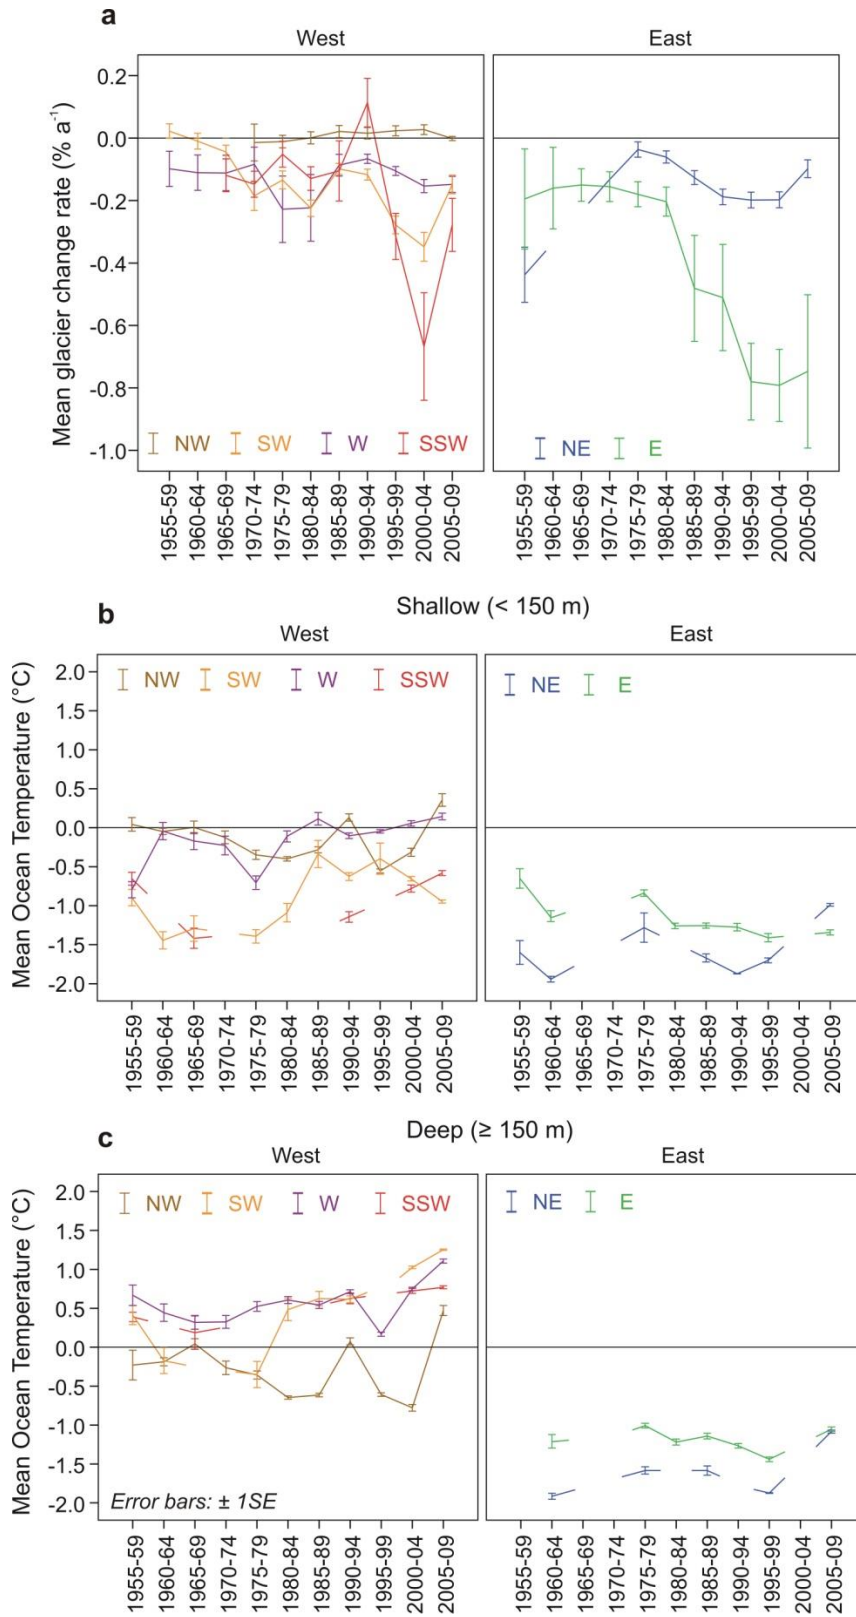 a
West East
Mean glacier change rate (% a⁻¹)
0.2
0.0
-0.2
-0.4
-0.6
-0.8
-1.0
NW SW W SSW
NE E
1955-59 1960-64 1965-69 1970-74 1975-79 1980-84 1985-89 1990-94 1995-99 2000-04 2005-09
1955-59 1960-64 1965-69 1970-74 1975-79 1980-84 1985-89 1990-94 1995-99 2000-04 2005-09
b
Shallow (< 150 m)
West East
Mean Ocean Temperature (°C)
2.0
1.5
1.0
0.5
0.0
-0.5
-1.0
-1.5
-2.0
NW SW W SSW
NE E
1955-59 1960-64 1965-69 1970-74 1975-79 1980-84 1985-89 1990-94 1995-99 2000-04 2005-09
1955-59 1960-64 1965-69 1970-74 1975-79 1980-84 1985-89 1990-94 1995-99 2000-04 2005-09
c
Deep (≥ 150 m)
West East
Mean Ocean Temperature (°C)
2.0
1.5
1.0
0.5
0.0
-0.5
-1.0
-1.5
-2.0
NW SW W SSW
NE E
Error bars: ± 1SE
1955-59 1960-64 1965-69 1970-74 1975-79 1980-84 1985-89 1990-94 1995-99 2000-04 2005-09
1955-59 1960-64 1965-69 1970-74 1975-79 1980-84 1985-89 1990-94 1995-99 2000-04 2005-09